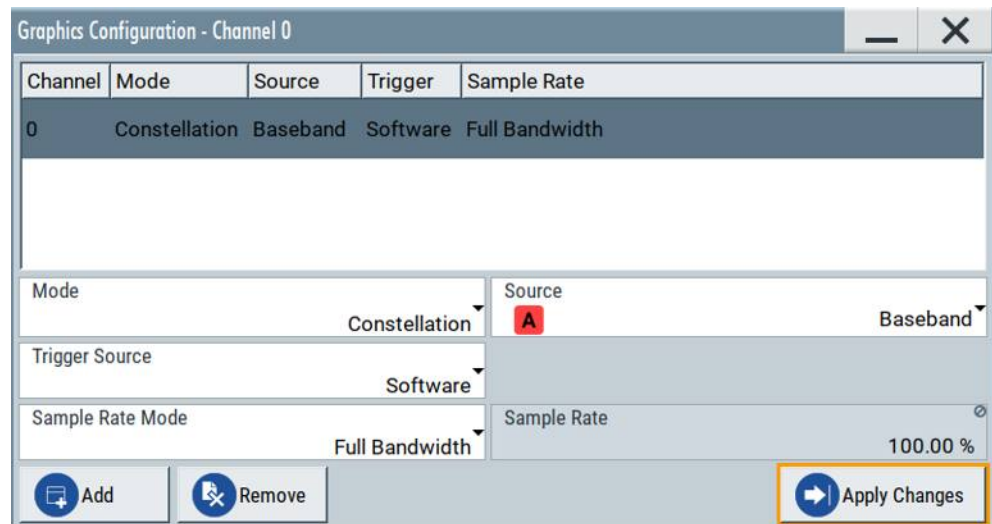 Graphics Configuration - Channel 0
Channel Mode Source Trigger Sample Rate
0 Constellation Baseband Software Full Bandwidth
Mode
Constellation
Source
A Baseband
Trigger Source
Software
Sample Rate Mode
Full Bandwidth
Sample Rate
100.00 %
Add Remove Apply Changes